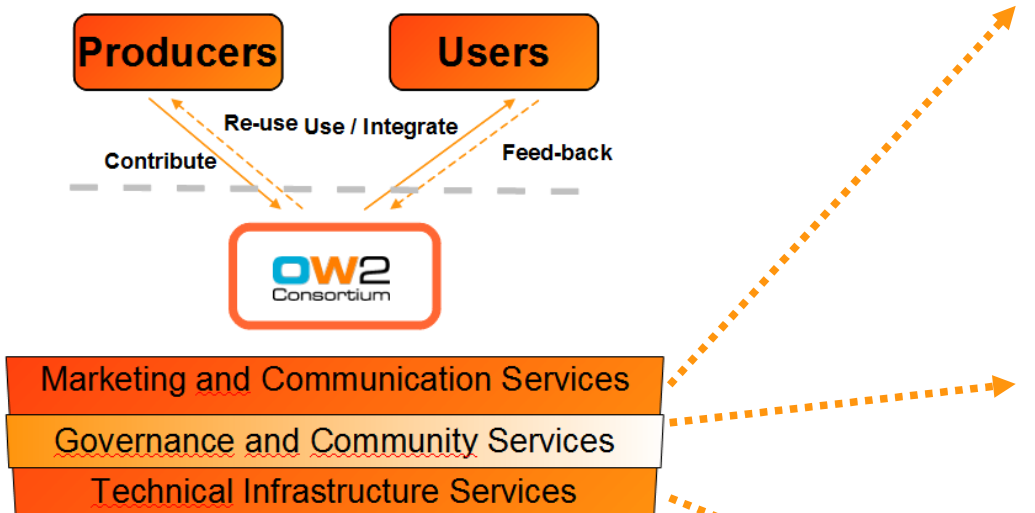 Producers
Users
Re-use
Use / Integrate
Contribute
Feed-back
OW2
Consortium
Marketing and Communication Services
Governance and Community Services
Technical Infrastructure Services